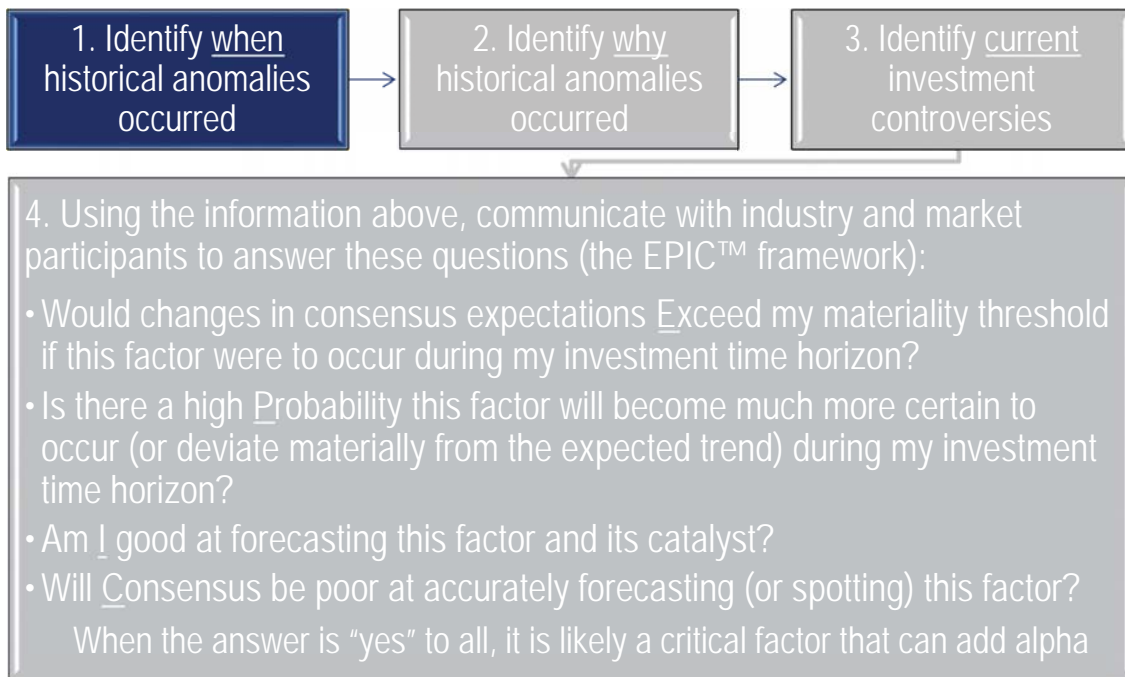 1. Identify when
historical anomalies
occurred
2. Identify why
historical anomalies
occurred
3. Identify current
investment
controversies
4. Using the information above, communicate with industry and market
participants to answer these questions (the EPIC™ framework):
• Would changes in consensus expectations Exceed my materiality threshold
if this factor were to occur during my investment time horizon?
• Is there a high Probability this factor will become much more certain to
occur (or deviate materially from the expected trend) during my investment
time horizon?
• Am I good at forecasting this factor and its catalyst?
• Will Consensus be poor at accurately forecasting (or spotting) this factor?
When the answer is “yes” to all, it is likely a critical factor that can add alpha